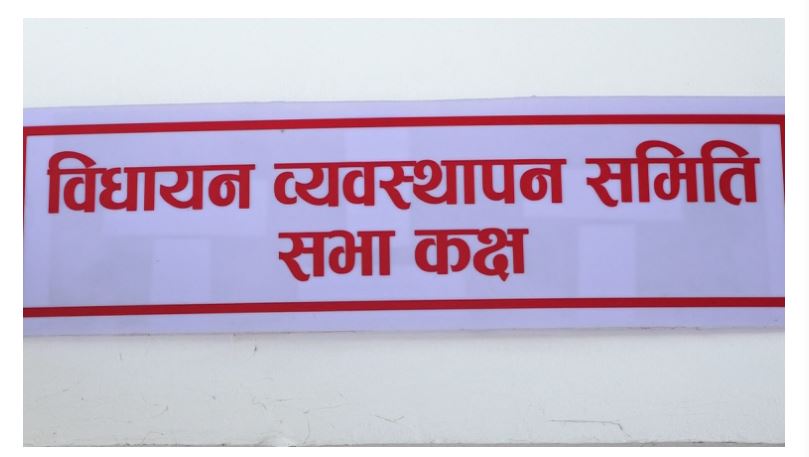 विधायन व्यवस्थापन समिति
सभा कक्ष